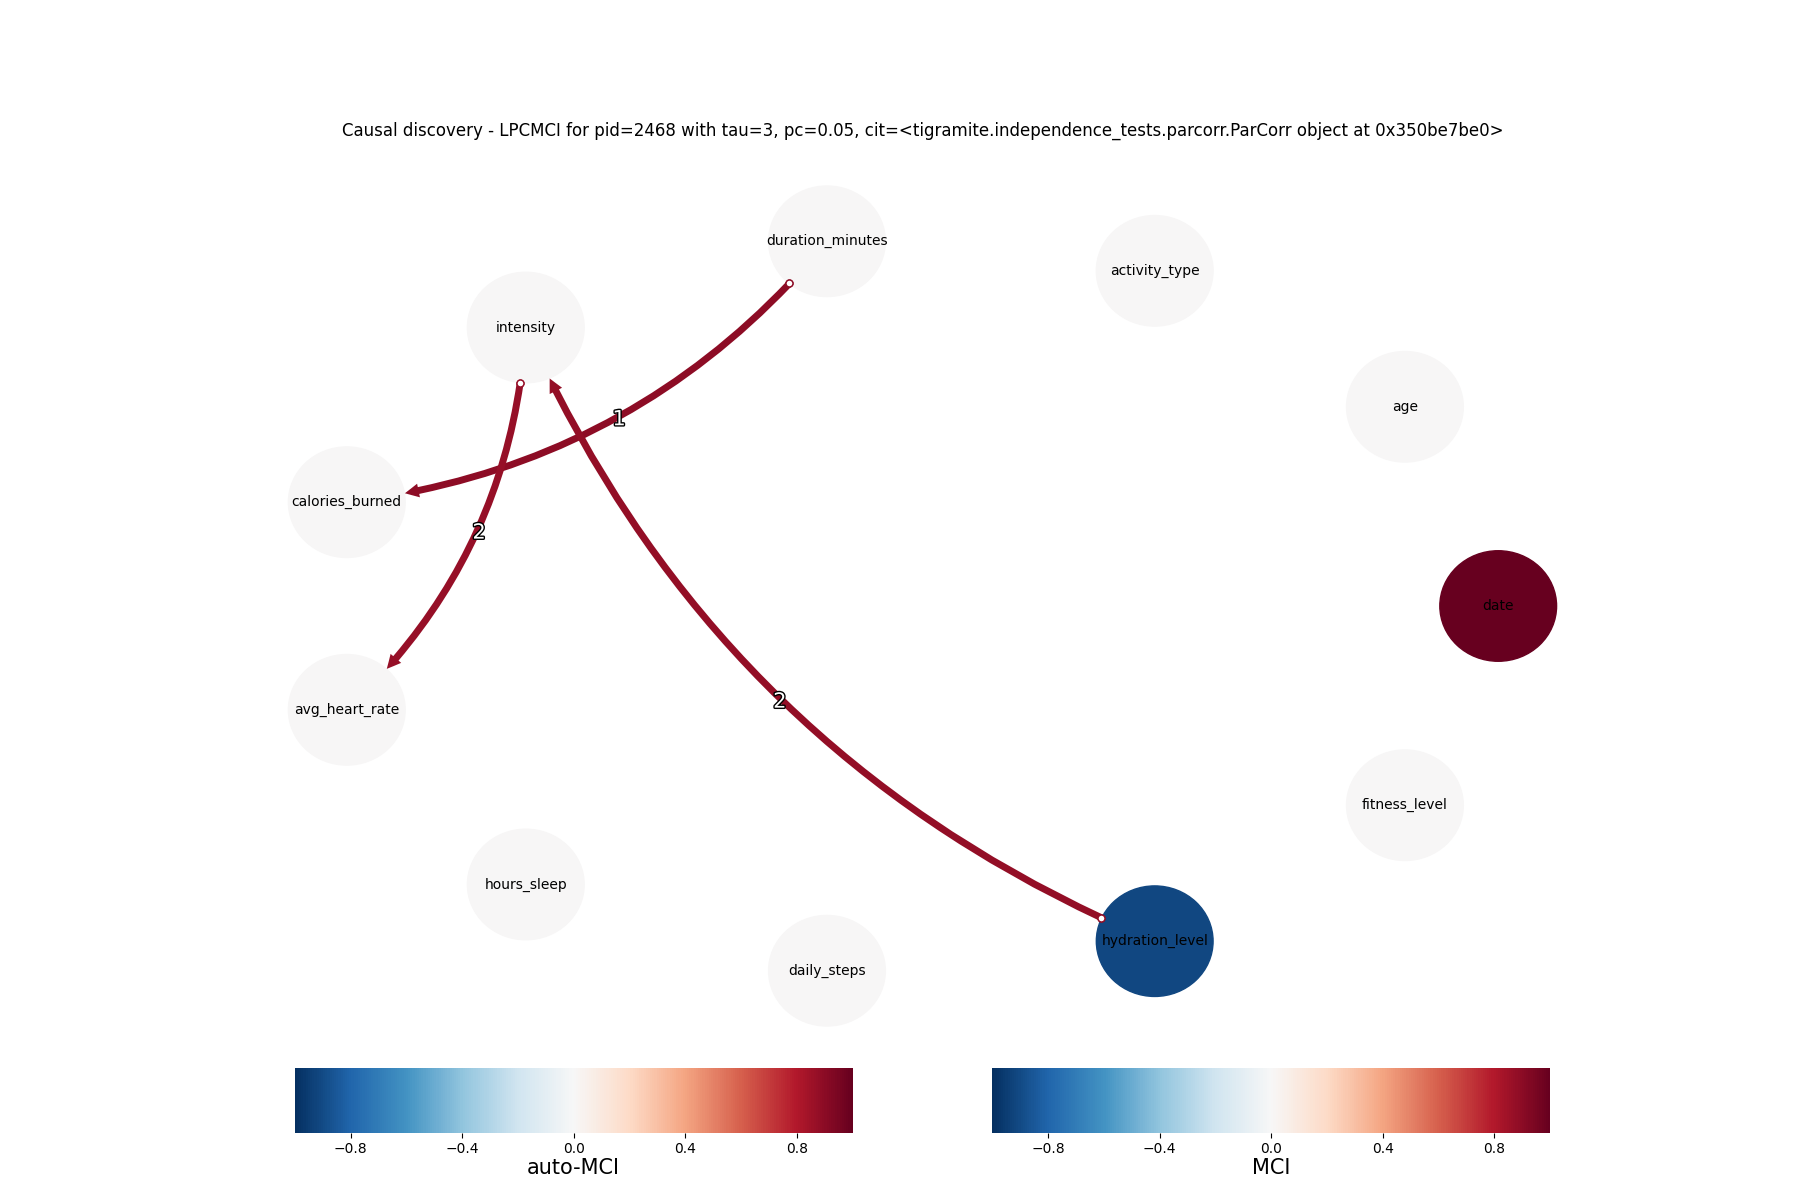 Causal discovery - LPCMCI for pid=2468 with tau=3, pc=0.05, cit=<tigramite.independence_tests.parcorr.ParCorr object at 0x350be7be0>
duration_minutes
activity_type
intensity
age
1
calories_burned
2
date
2
avg_heart_rate
fitness_level
hours_sleep
hydration_level
daily_steps
−0.8 −0.4 0.0 0.4 0.8
auto-MCI
−0.8 −0.4 0.0 0.4 0.8
MCI